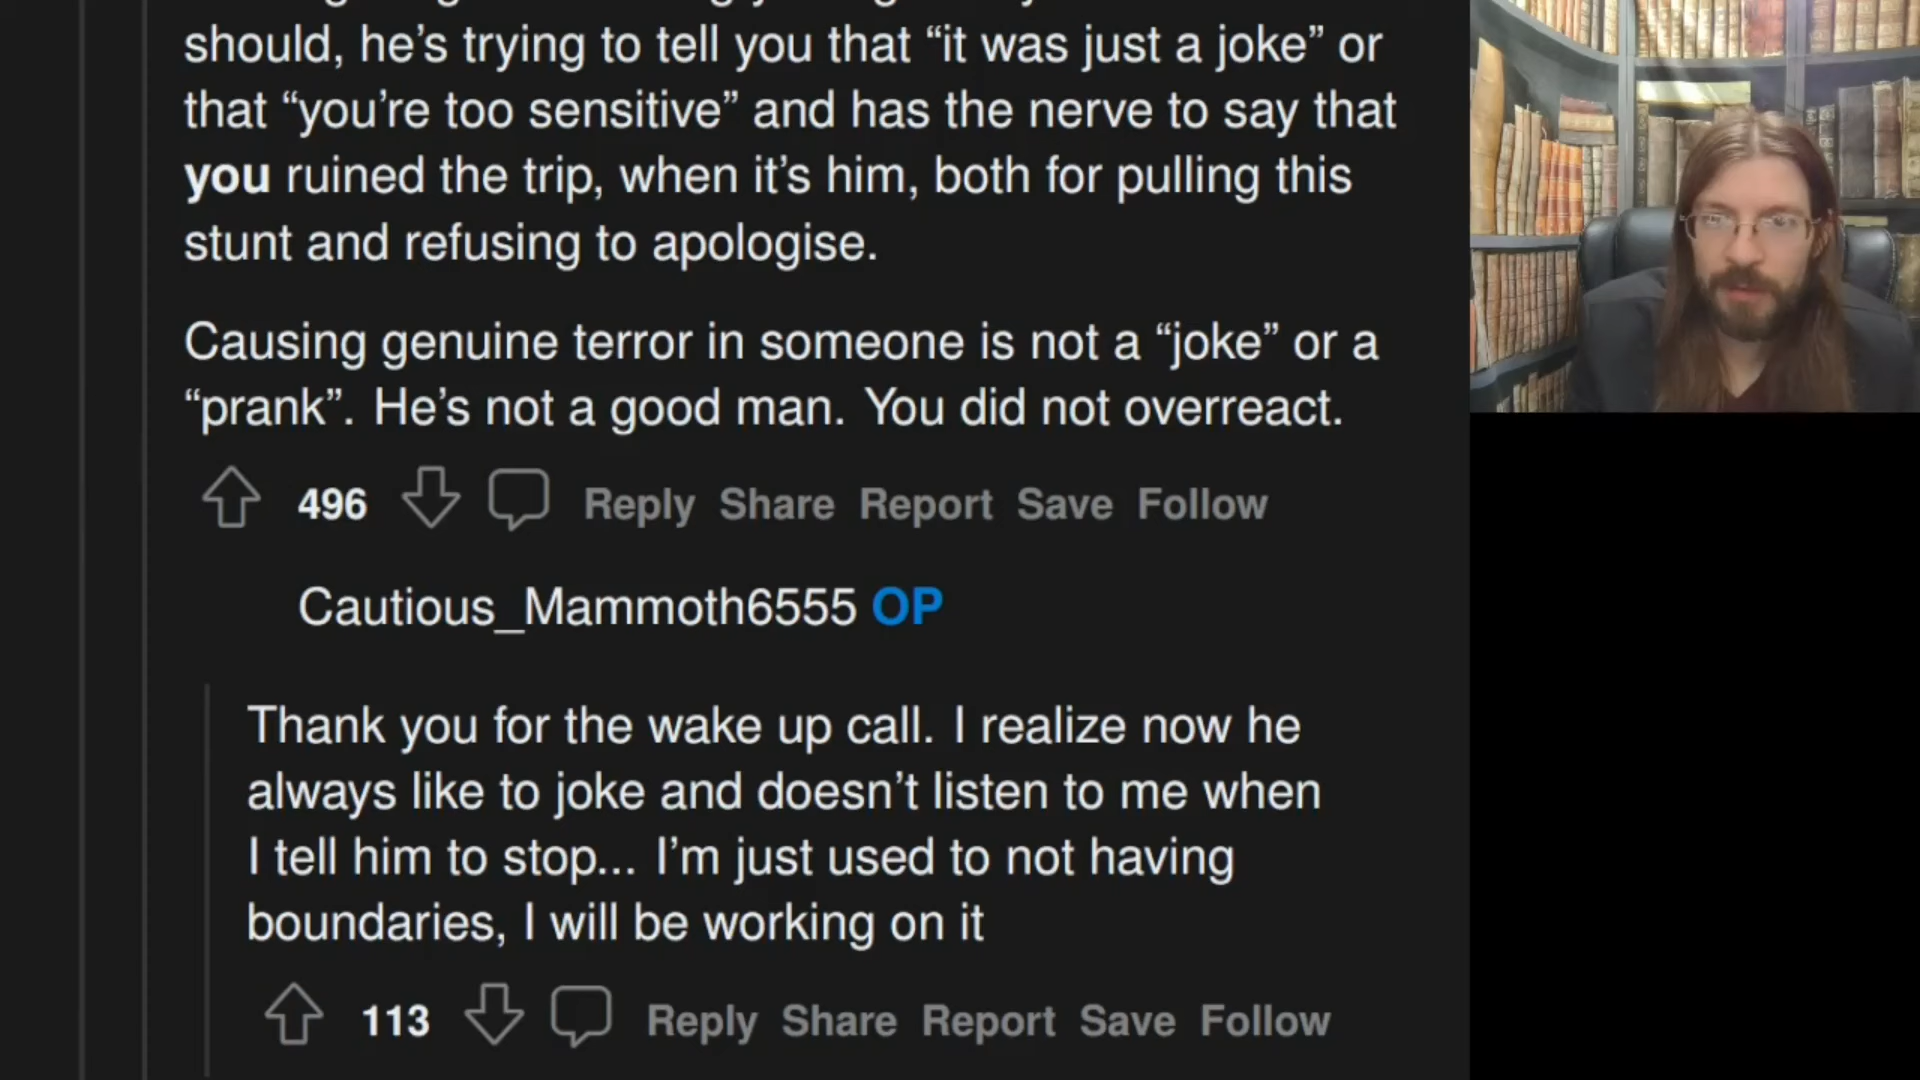 should, he's trying to tell you that “it was just a joke” or
that “you're too sensitive” and has the nerve to say that
you ruined the trip, when it's him, both for pulling this
stunt and refusing to apologise.
Causing genuine terror in someone is not a “joke” or a
“prank”. He's not a good man. You did not overreact.
496 Reply Share Report Save Follow
Cautious_Mammoth6555 OP
Thank you for the wake up call. I realize now he
always like to joke and doesn't listen to me when
I tell him to stop... I'm just used to not having
boundaries, I will be working on it
113 Reply Share Report Save Follow